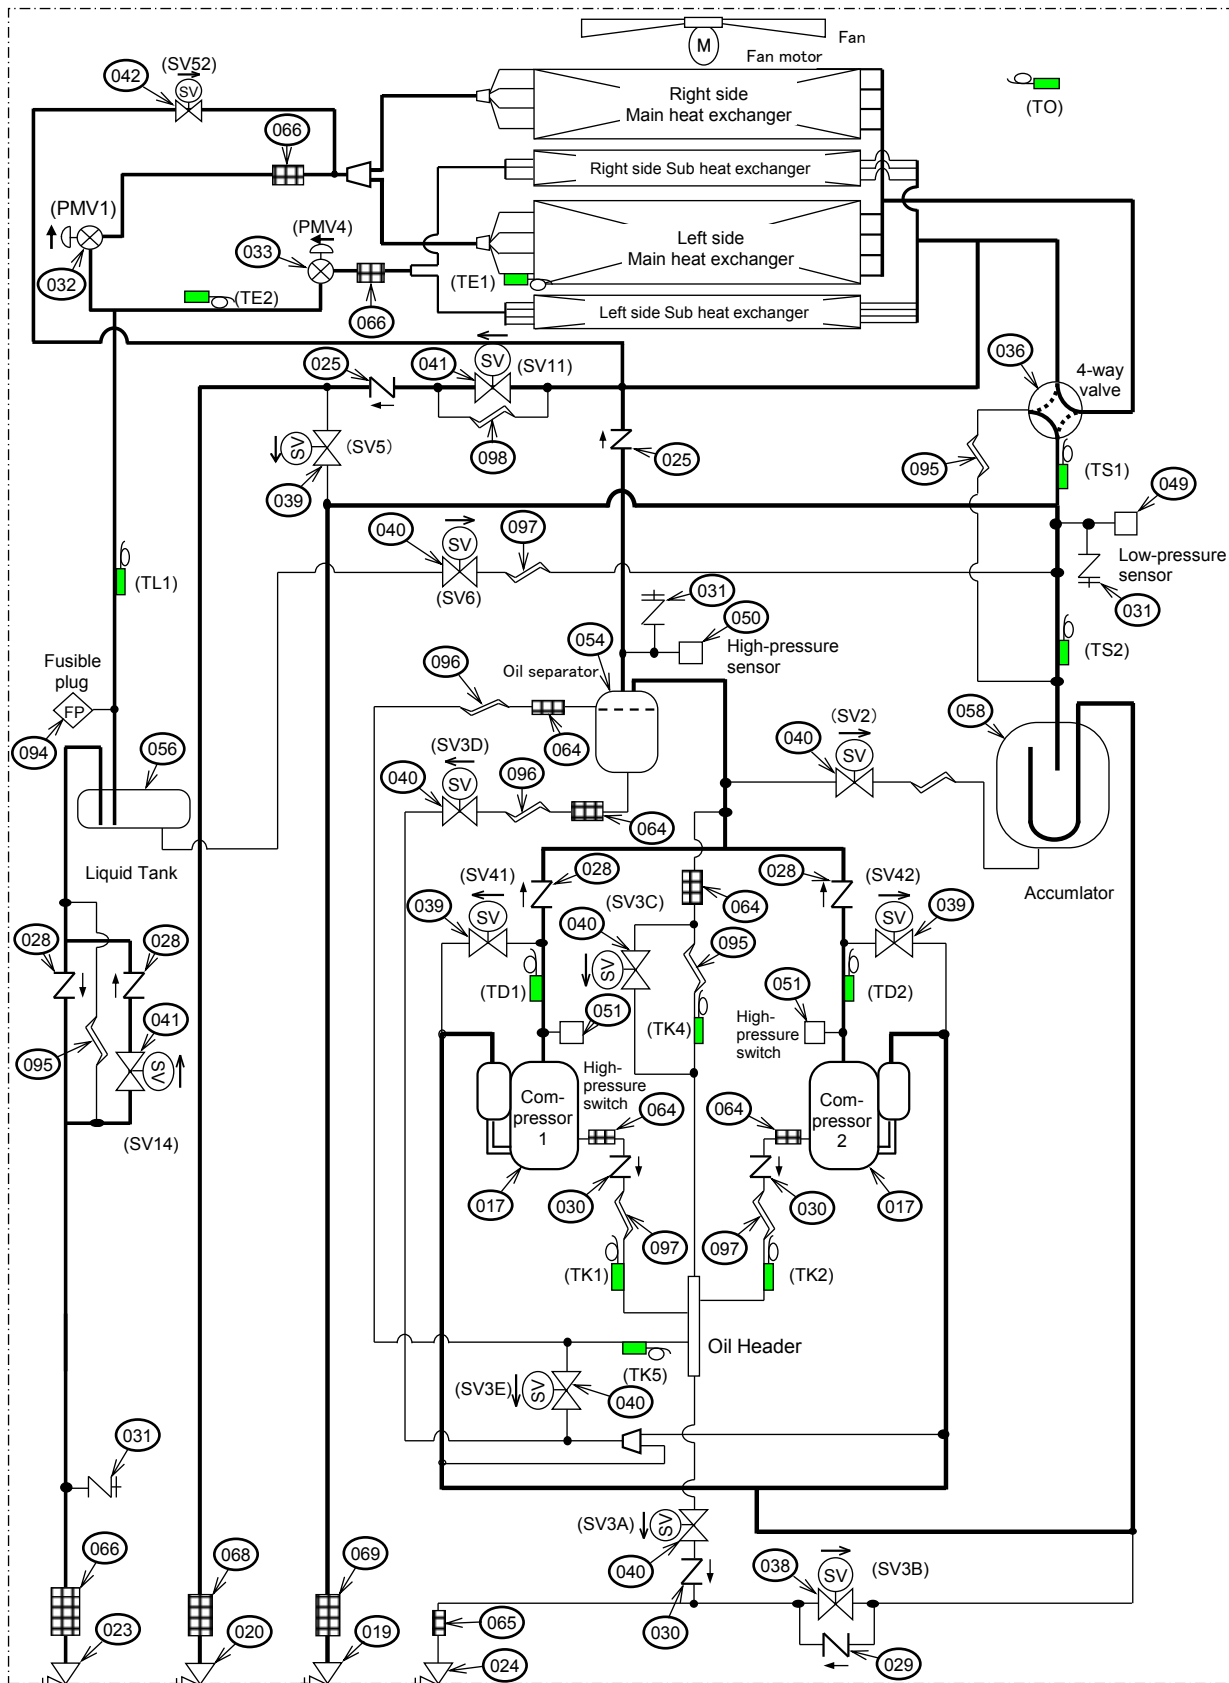 Fan
M
Fan motor
(SV52)
042
SV
(TO)
Right side
Main heat exchanger
066
Right side Sub heat exchanger
(PMV1)
(PMV4)
033
Left side
Main heat exchanger
032
(TE2)
(TE1)
066
Left side Sub heat exchanger
025
041
SV
(SV11)
036
4-way
valve
SV
(SV5)
098
025
095
(TS1)
039
049
040
SV
097
Low-pressure
sensor
(TL1)
(SV6)
031
031
054
050
High-pressure
sensor
(TS2)
Fusible
plug
096
Oil separator
FP
094
064
(SV2)
058
056
(SV3D)
040
SV
040
SV
096
064
Liquid Tank
(SV41)
028
028
(SV42)
Accumlator
039
SV
(SV3C)
064
SV
039
040
028
028
SV
095
(TD1)
051
(TK4)
051
(TD2)
High-
pressure
switch
041
095
SV
High-
pressure
switch
Com-
pressor
1
064
064
Com-
pressor
2
(SV14)
017
030
030
017
097
097
(TK1)
(TK2)
Oil Header
(TK5)
(SV3E)
SV
040
031
(SV3A)
SV
066
068
069
040
038
SV
(SV3B)
065
030
023
020
019
024
029